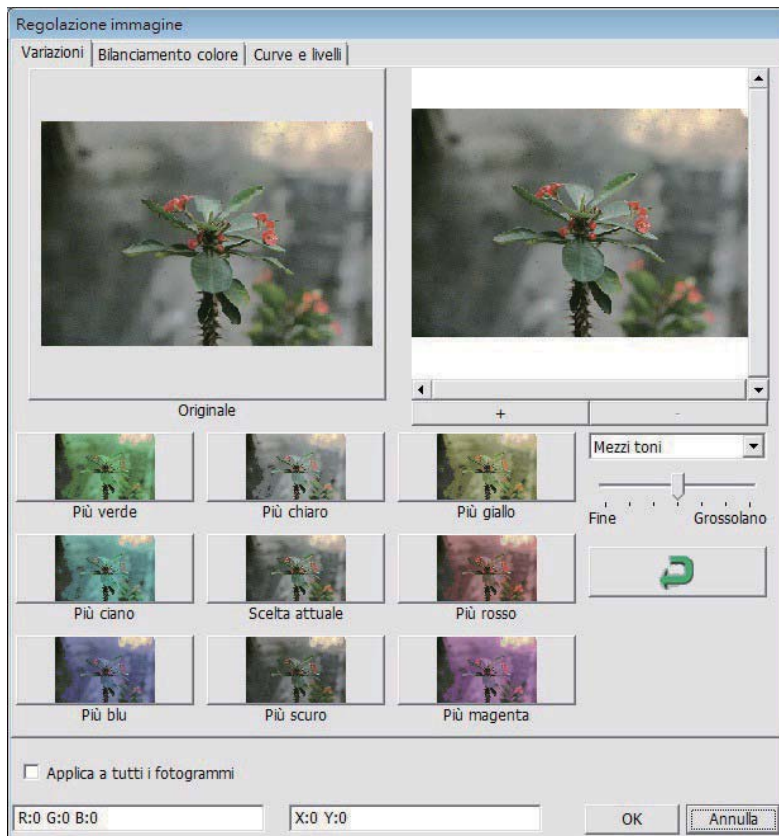 Regolazione immagine
Variazioni Bilanciamento colore Curve e livelli
Originale
+ -
Mezzi toni
Fine Grossolano
Più verde Più chiaro Più giallo
Più ciano Scelta attuale Più rosso
Più blu Più scuro Più magenta
Applica a tutti i fotogrammi
R:0 G:0 B:0 X:0 Y:0 OK Annulla